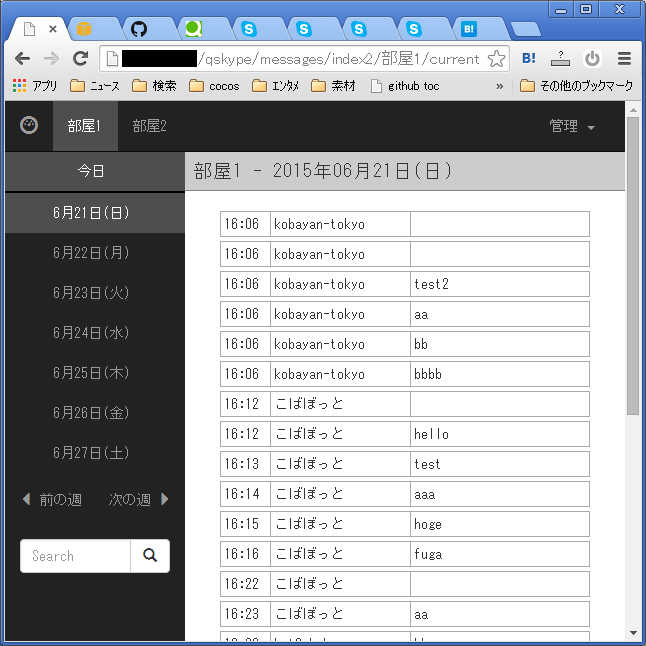 /qskype/messages/index2/部屋1/current
B!
アプリ ニュース 検索 cocos エンタメ 素材 github toc » その他のブックマーク
部屋1 部屋2 管理
今日
部屋1 - 2015年06月21日(日)
6月21日(日)
6月22日(月)
6月23日(火)
6月24日(水)
6月25日(木)
6月26日(金)
6月27日(土)
前の週 次の週
Search
16:06 kobayan-tokyo
16:06 kobayan-tokyo
16:06 kobayan-tokyo test2
16:06 kobayan-tokyo aa
16:06 kobayan-tokyo bb
16:06 kobayan-tokyo bbbb
16:12 こばぼっと
16:12 こばぼっと hello
16:13 こばぼっと test
16:14 こばぼっと aaa
16:15 こばぼっと hoge
16:16 こばぼっと fuga
16:22 こばぼっと
16:23 こばぼっと aa